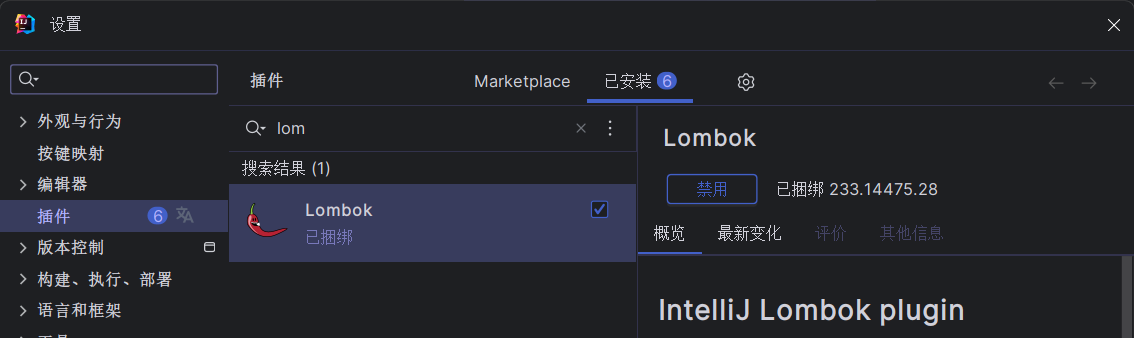 设置
插件
Marketplace
已安装 6
外观与行为
按键映射
编辑器
插件 6
版本控制
构建、执行、部署
语言和框架
工具
lom
搜索结果 (1)
Lombok
已捆绑
Lombok
禁用
已捆绑 233.14475.28
概览
最新变化
评价
其他信息
IntelliJ Lombok plugin